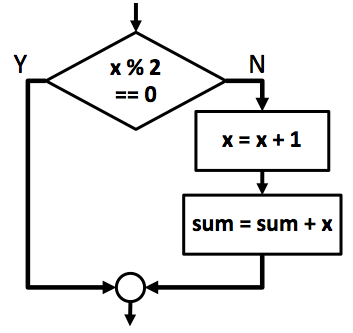 Y
x % 2
== 0
N
x = x + 1
sum = sum + x